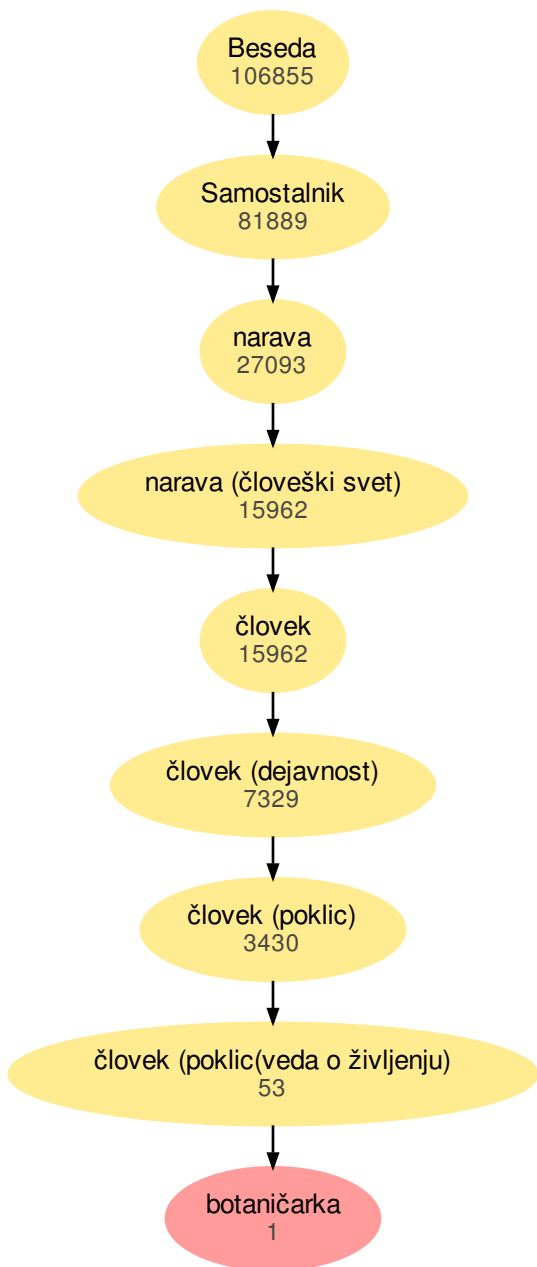 Beseda
106855
Samostalnik
81889
narava
27093
narava (človeški svet)
15962
človek
15962
človek (dejavnost)
7329
človek (poklic)
3430
človek (poklic(veda o življenju)
53
botaničarka
1